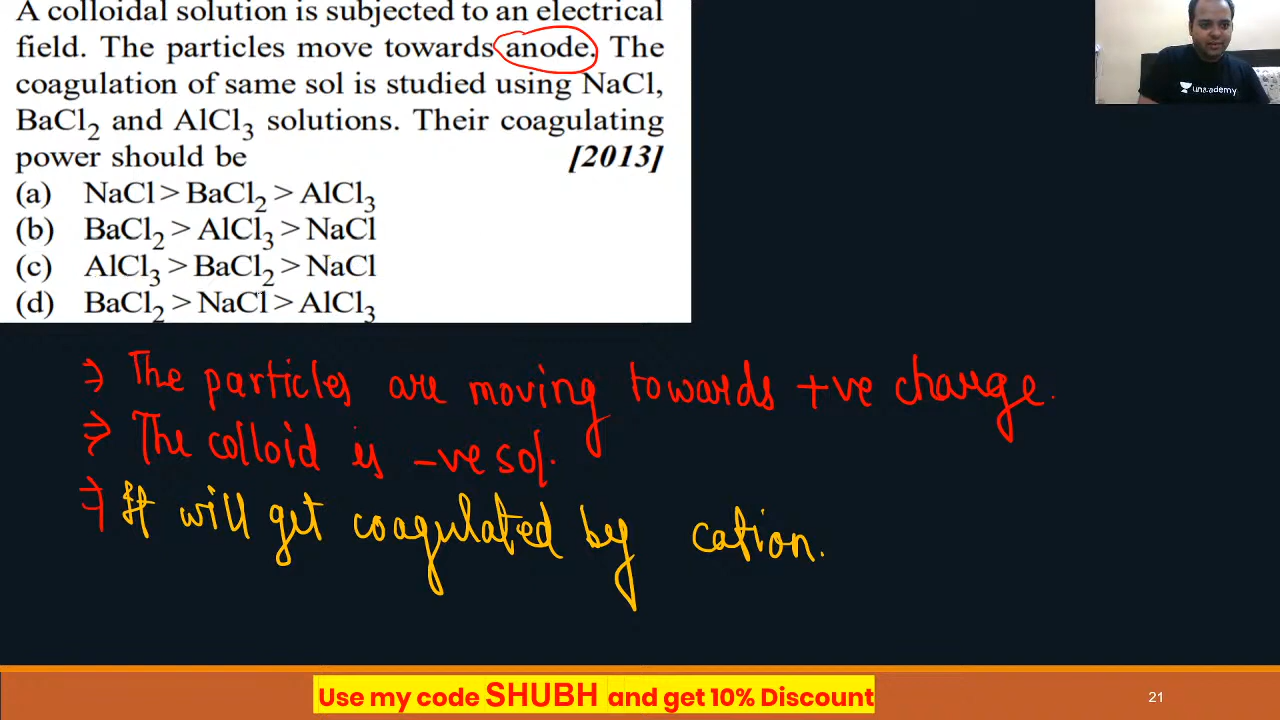 A colloidal solution is subjected to an electrical
field. The particles move towards anode. The
coagulation of same sol is studied using NaCl,
BaCl₂ and AlCl₃ solutions. Their coagulating
power should be [2013]
(a) NaCl > BaCl₂ > AlCl₃
(b) BaCl₂ > AlCl₃ > NaCl
(c) AlCl₃ > BaCl₂ > NaCl
(d) BaCl₂ > NaCl > AlCl₃
unacademy
⇒ The particles are moving towards +ve charge.
⇒ The colloid is -ve sol.
⇒ It will get coagulated by cation.
Use my code SHUBH and get 10% Discount
21